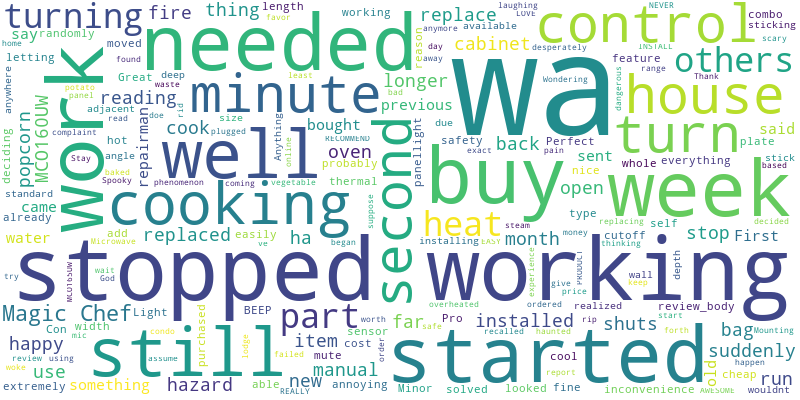 turning fire thing length working favor replace laughing LOVE NEVER combo sticking
say randomly needed reason available control
home letting moved Great found deep waste least anymore day away cabinet desperately INSTALL scary others
anywhere work reading minute longer wa feature range dangerous Thank
popcorn MCO160UW adjacent read doe rid bad previous house
deciding potato panel hot size plugged RECOMMEND due Wondering turn said
complaint repairman cook bought Anything online safety back Perfect plate
Stay angle well oven panellight exact pain whole everything stick based
standard baked probably sent nice
Spooky phenomenon coming vegetable thermal second buy open week
already came cooking suppose type replacing decided
water add easily heat steam self
Microwave ve replaced ha began installing EASY month cutoff money thinking stop First
try MCO165UW wait God stopped working experience PRODUCT wall keep depth
overheated give start
Magic Chef Light BEEP purchased part worth far safe Pro ordered price realized review_body
Con width mic condo sensor installed recalled haunted rip shuts bag forth Mounting
happy still item cost order mute cool suddenly
review using lodge failed started report old happen
woke use assume able new manual annoying cheap run
extremely something hazard REALLY Minor solved looked fine inconvenience AWESOME wouldnt